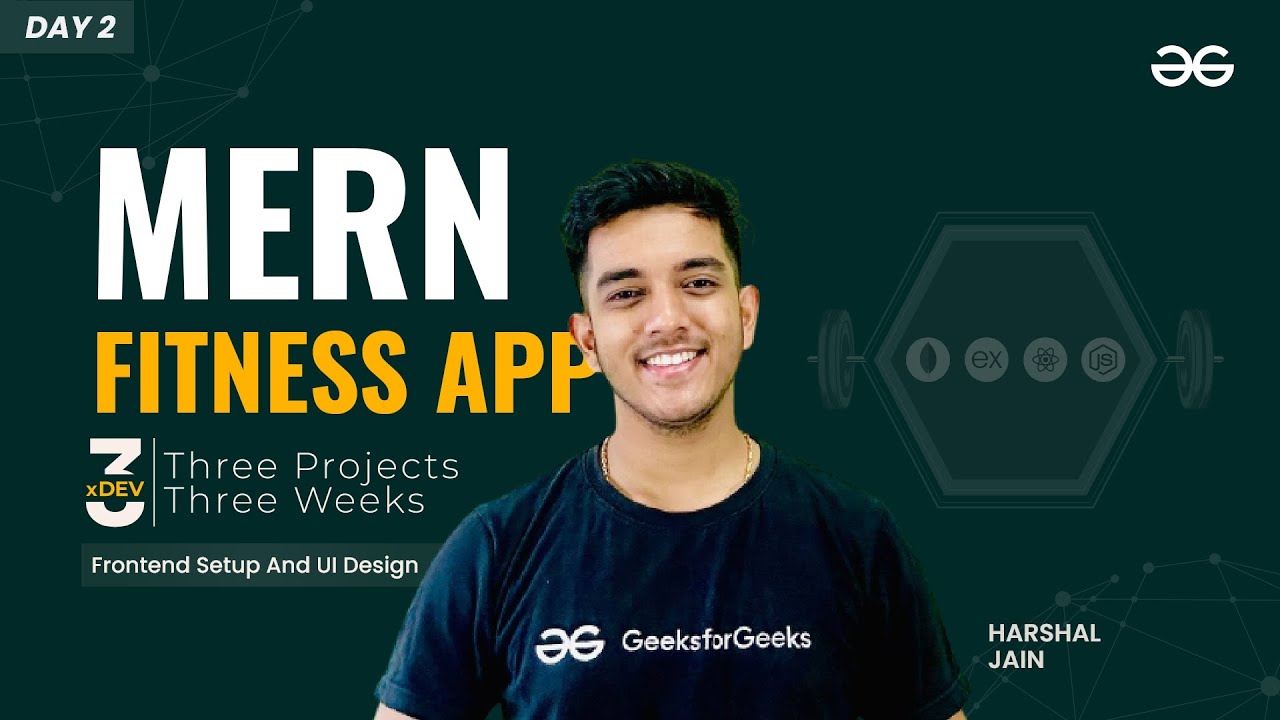 DAY 2
MERN
FITNESS APP
3
xDEV
Three Projects
Three Weeks
Frontend Setup And UI Design
ex
JS
GeeksforGeeks
HARSHAL
JAIN